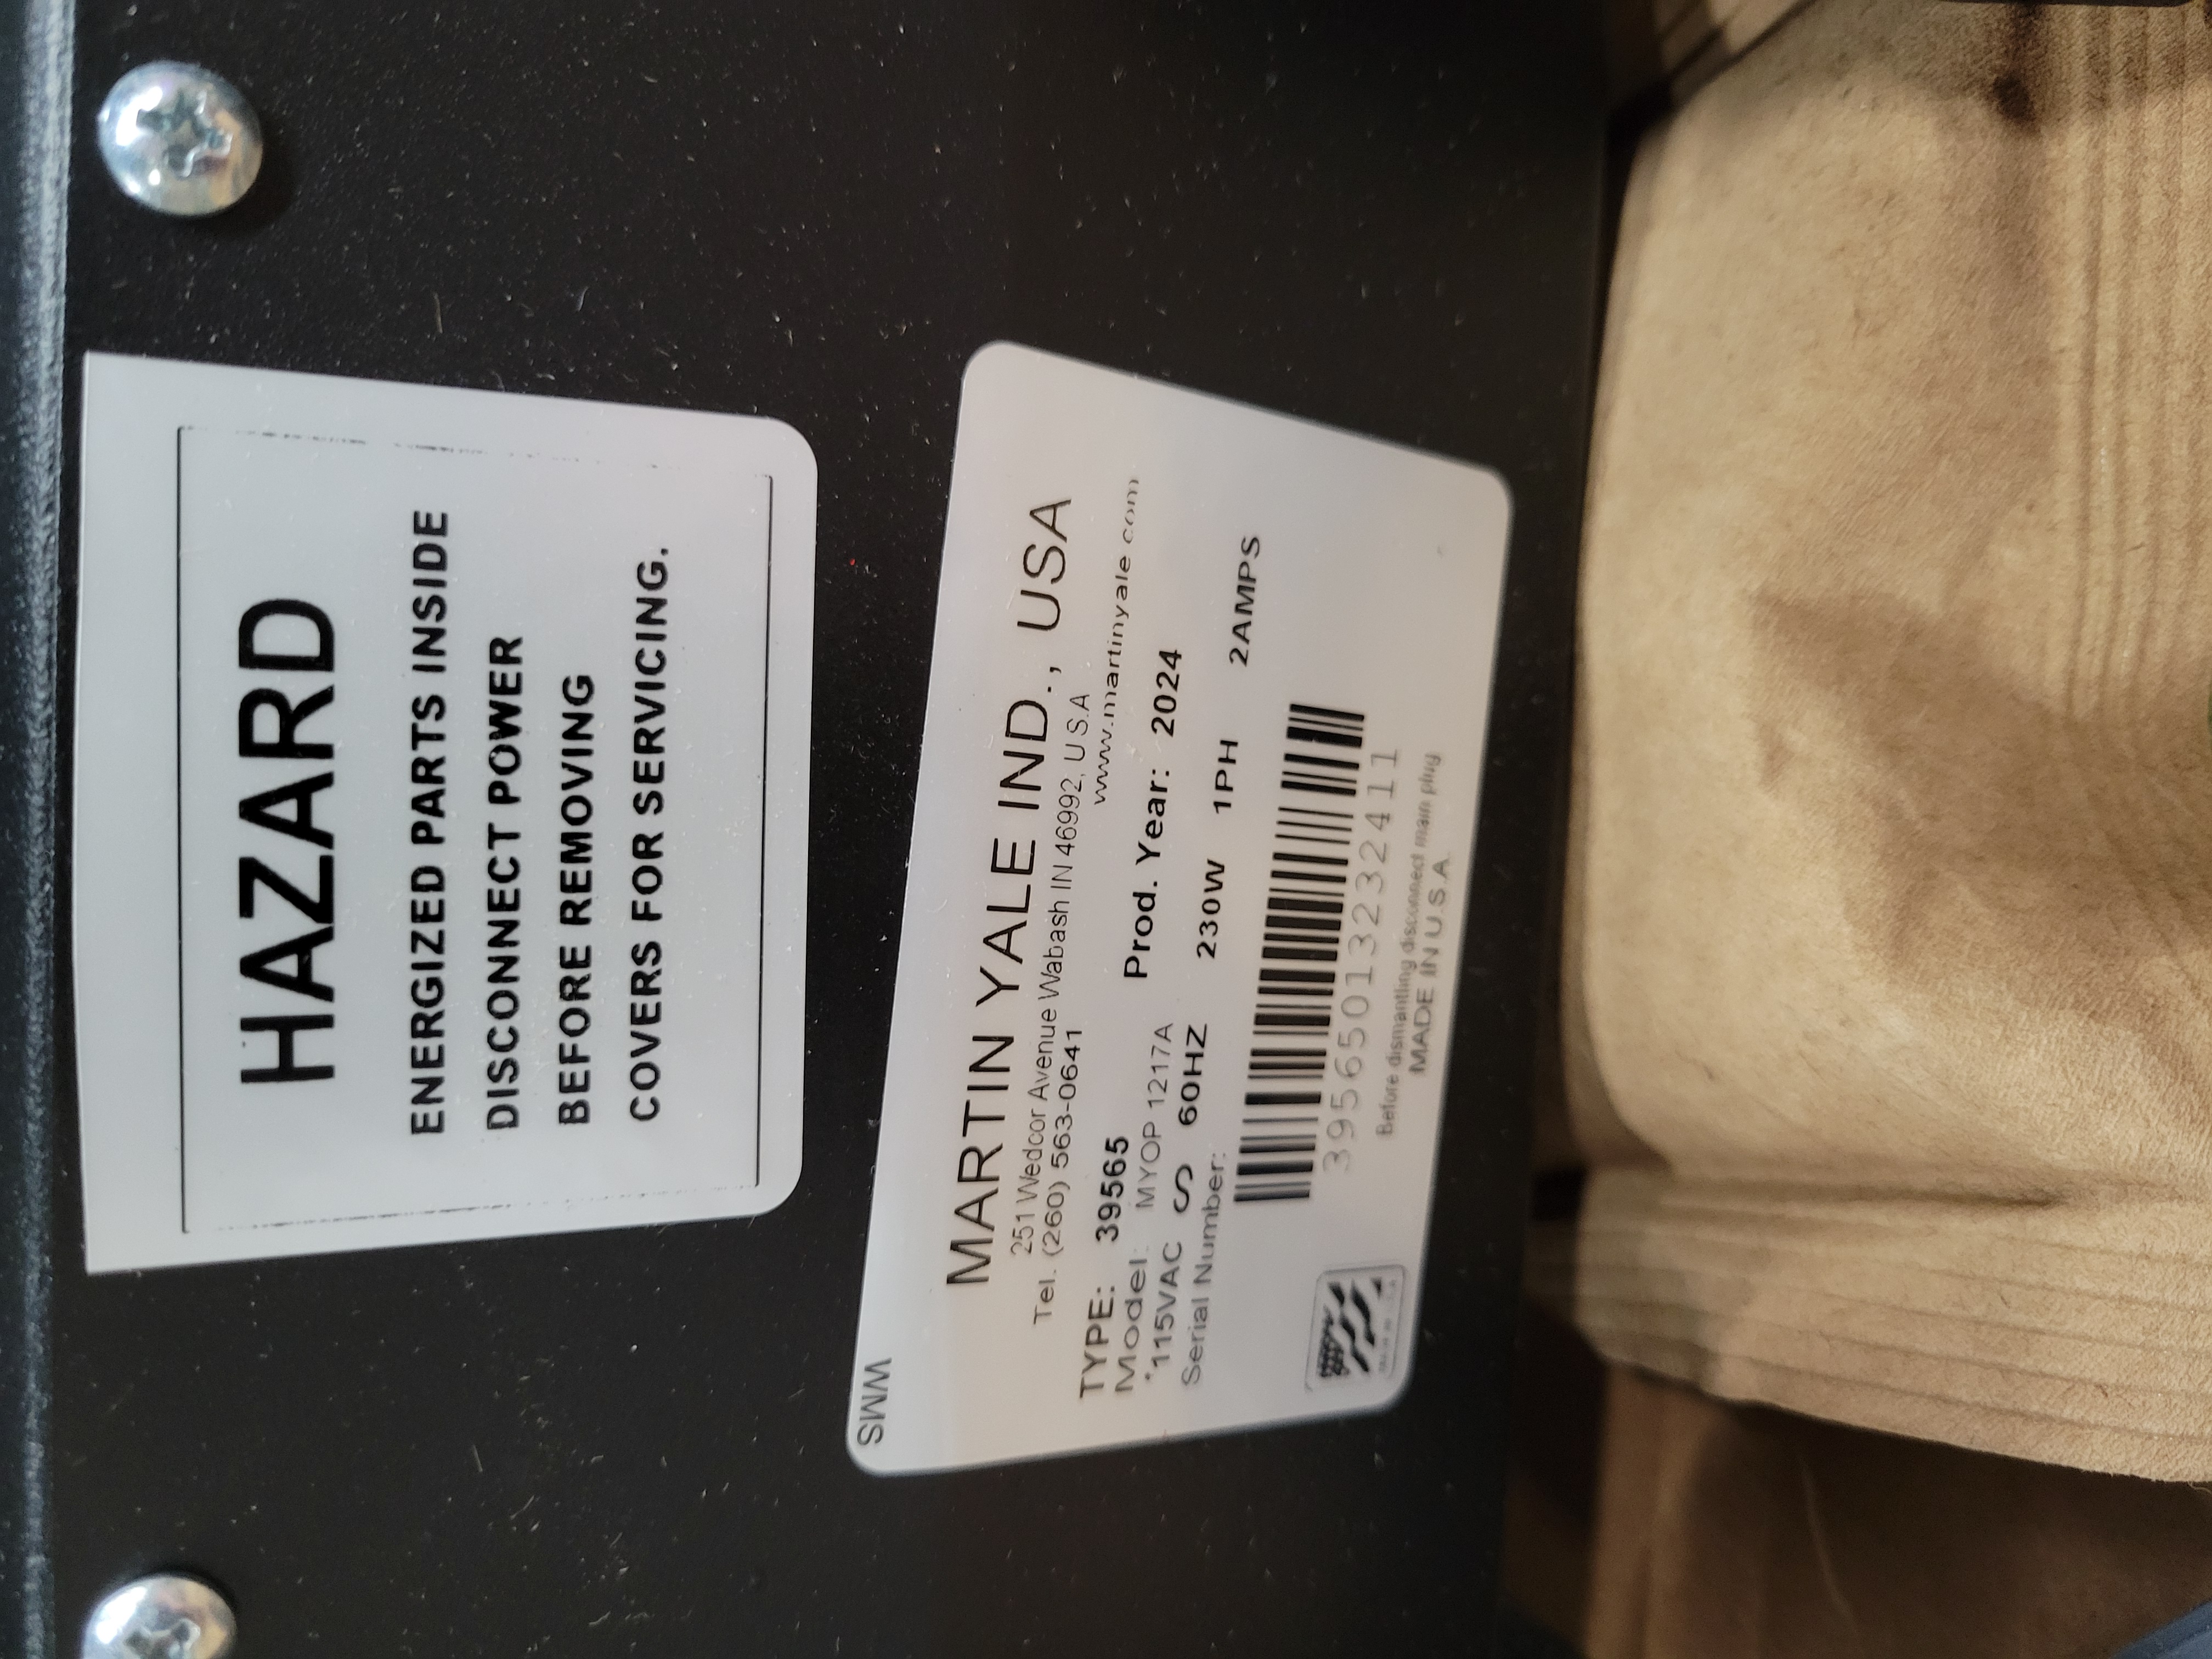 HAZARD
ENERGIZED PARTS INSIDE
DISCONNECT POWER
BEFORE REMOVING
COVERS FOR SERVICING.
WMS
MARTIN YALE IND., USA
251 Wedcor Avenue Wabash IN 46992, U.S.A
Tel. (260) 563-0641 www.martinyale.com
TYPE: 39565 Prod. Year: 2024
Model: MYOP 1217A
*115VAC ∽ 60HZ 230W 1PH 2AMPS
Serial Number:
39565013232411
Before dismantling disconnect main plug
MADE IN U.S.A.